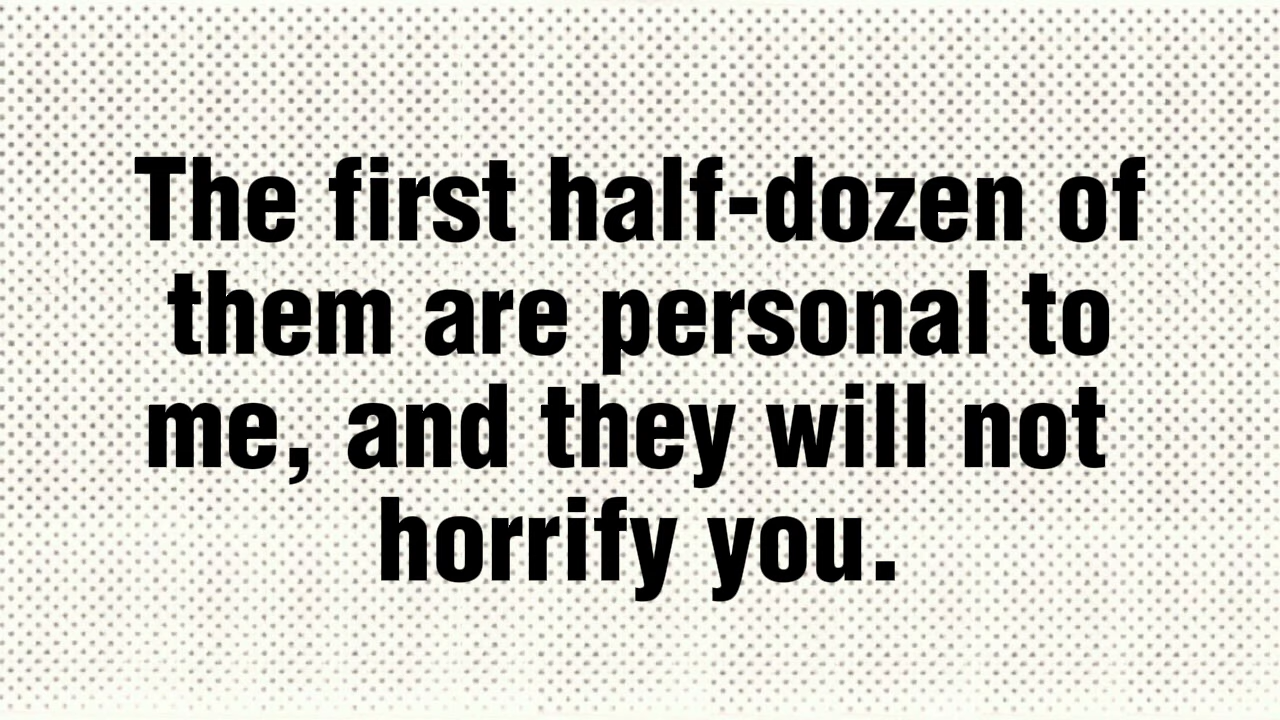 The first half-dozen of
them are personal to
me, and they will not
horrify you.